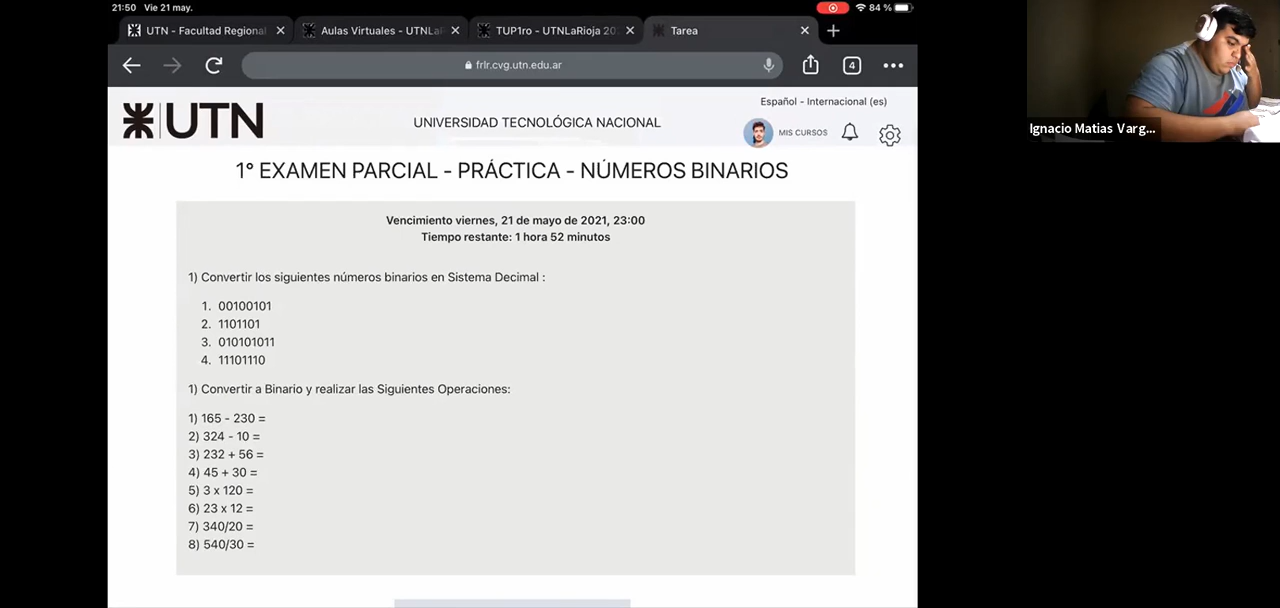 21:50 Vie 21 may.
84 %
UTN - Facultad Regional
Aulas Virtuales - UTNLaR
TUP1ro - UTNLaRioja 20
Tarea
frlr.cvg.utn.edu.ar
4
UTN
UNIVERSIDAD TECNOLÓGICA NACIONAL
Español - Internacional (es)
MIS CURSOS
Ignacio Matias Varg...
1° EXAMEN PARCIAL - PRÁCTICA - NÚMEROS BINARIOS
Vencimiento viernes, 21 de mayo de 2021, 23:00
Tiempo restante: 1 hora 52 minutos
1) Convertir los siguientes números binarios en Sistema Decimal :
1. 00100101
2. 1101101
3. 010101011
4. 11101110
1) Convertir a Binario y realizar las Siguientes Operaciones:
1) 165 - 230 =
2) 324 - 10 =
3) 232 + 56 =
4) 45 + 30 =
5) 3 x 120 =
6) 23 x 12 =
7) 340/20 =
8) 540/30 =